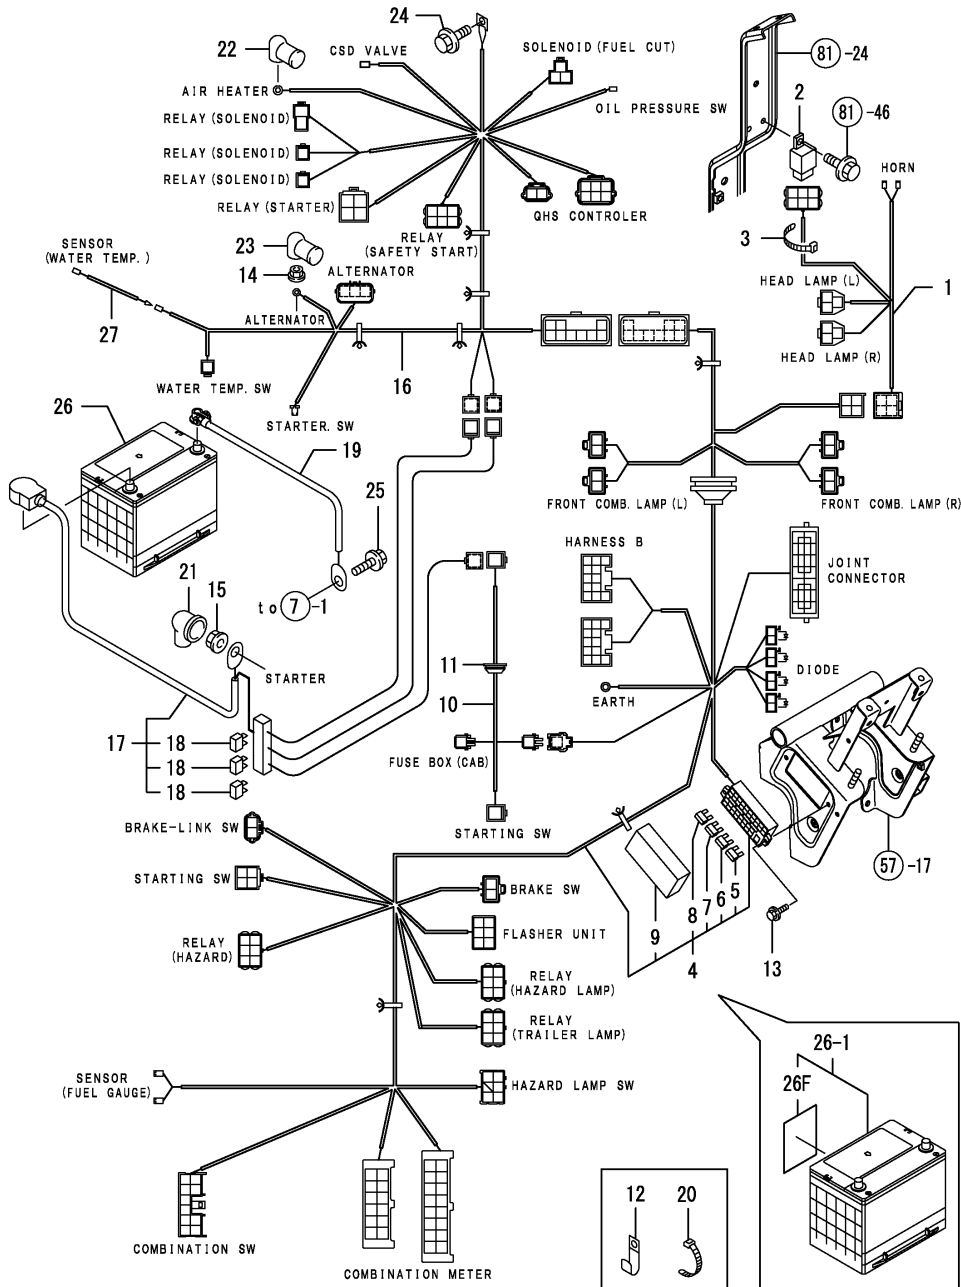 24
22
CSD VALVE
SOLENOID (FUEL CUT)
81 -24
AIR HEATER
2
81 -46
OIL PRESSURE SW
RELAY (SOLENOID)
RELAY (SOLENOID)
HORN
RELAY (SOLENOID)
RELAY (STARTER)
QHS CONTROLER
23
RELAY
(SAFETY START)
3
SENSOR
(WATER TEMP.)
14
ALTERNATOR
HEAD LAMP (L)
1
ALTERNATOR
27
HEAD LAMP (R)
16
WATER TEMP. SW
26
STARTER. SW
19
FRONT COMB. LAMP (L)
FRONT COMB. LAMP (R)
25
HARNESS B
JOINT
CONNECTOR
21
15
to 7 -1
11
DIODE
STARTER
10
EARTH
17
18
FUSE BOX (CAB)
18
18
STARTING SW
BRAKE-LINK SW
57 -17
STARTING SW
BRAKE SW
5
6
7
8
FLASHER UNIT
9
RELAY
(HAZARD)
4
13
RELAY
(HAZARD LAMP)
RELAY
(TRAILER LAMP)
26-1
SENSOR
(FUEL GAUGE)
HAZARD LAMP SW
26F
12
20
COMBINATION SW
COMBINATION METER